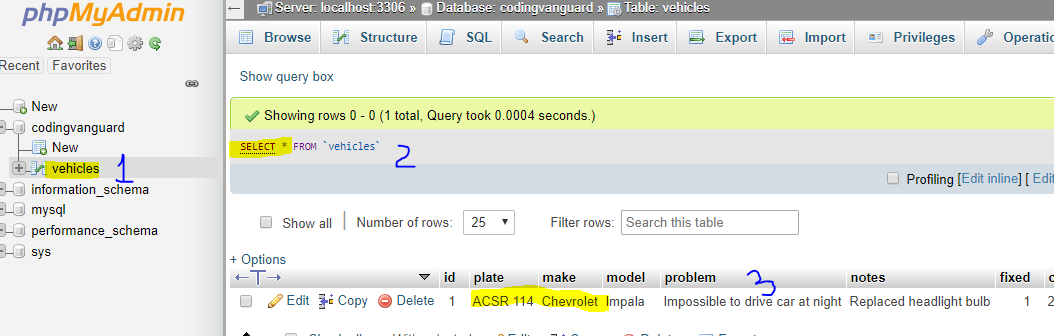 phpMyAdmin
Server: localhost:3306 » Database: codingvanguard » Table: vehicles
Browse Structure SQL Search Insert Export Import Privileges
Recent Favorites
Show query box
New
codingvanguard
New
vehicles 1
information_schema
mysql
performance_schema
sys
Showing rows 0 - 0 (1 total, Query took 0.0004 seconds.)
SELECT * FROM `vehicles` 2
Profiling [Edit inline] [
Show all Number of rows: 25 Filter rows: Search this table
+ Options
id plate make model problem 3 notes fixed
Edit Copy Delete 1 ACSR 114 Chevrolet Impala Impossible to drive car at night Replaced headlight bulb 1